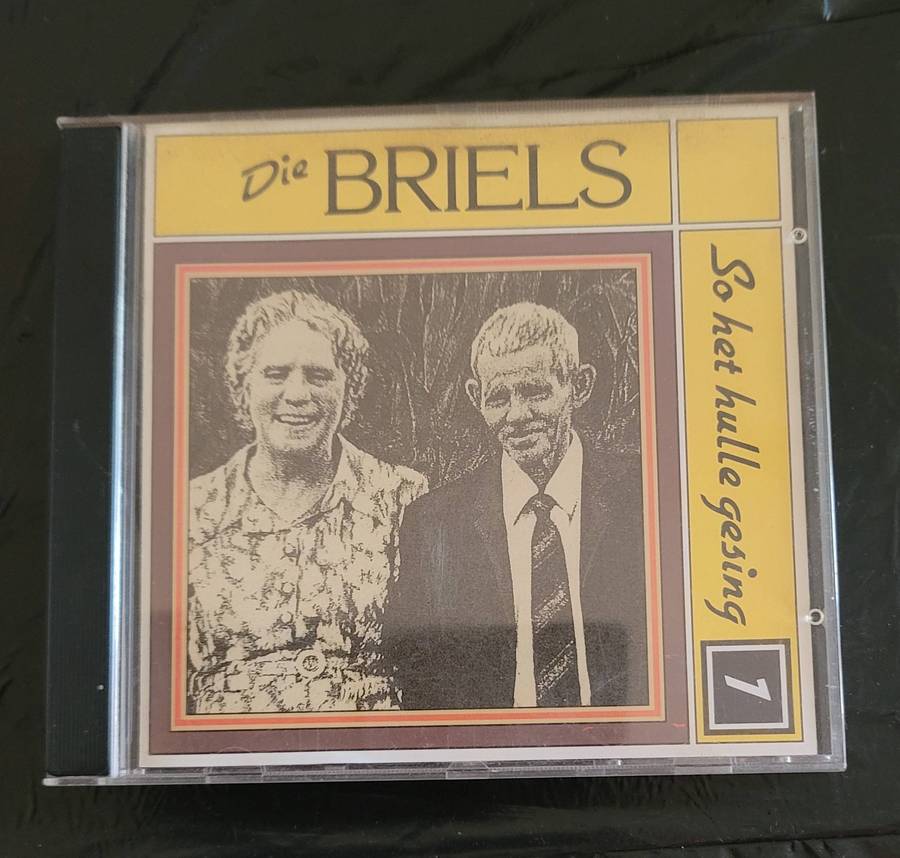 Die BRIELS
So het hulle gesing
1